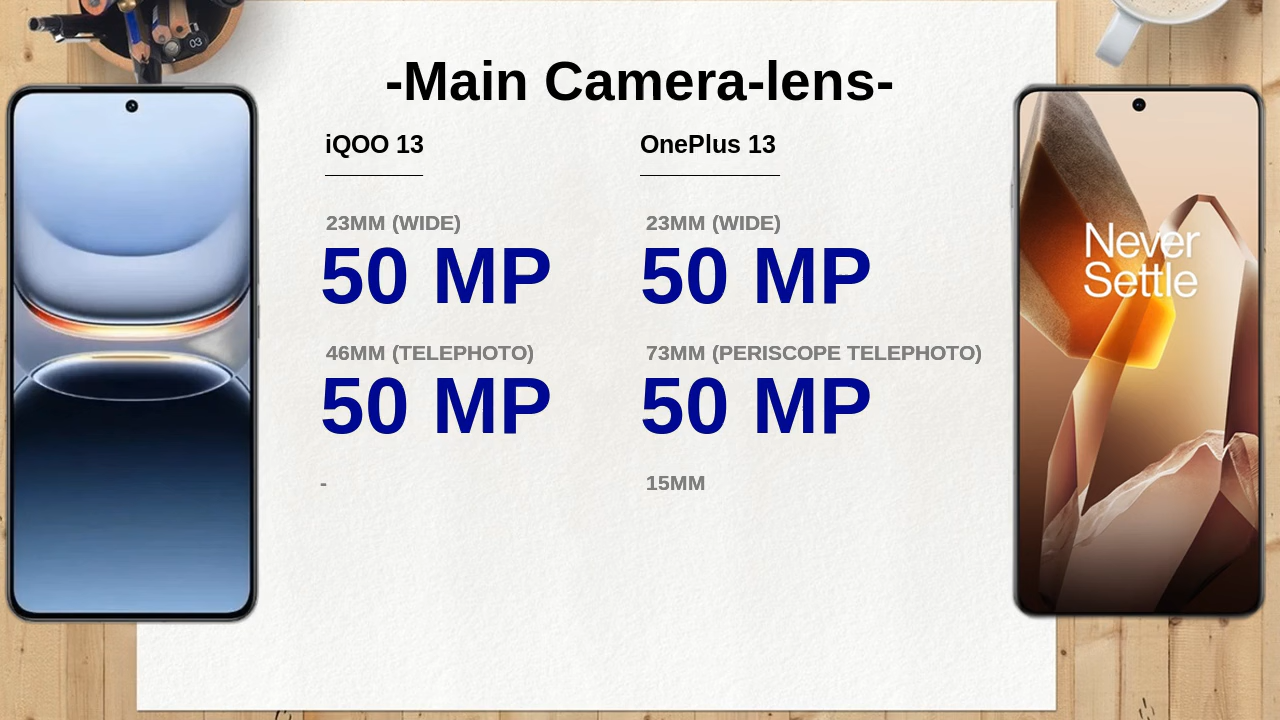 -Main Camera-lens-
iQOO 13
OnePlus 13
23MM (WIDE)
23MM (WIDE)
50 MP
50 MP
46MM (TELEPHOTO)
73MM (PERISCOPE TELEPHOTO)
50 MP
50 MP
-
15MM
Never
Settle
03